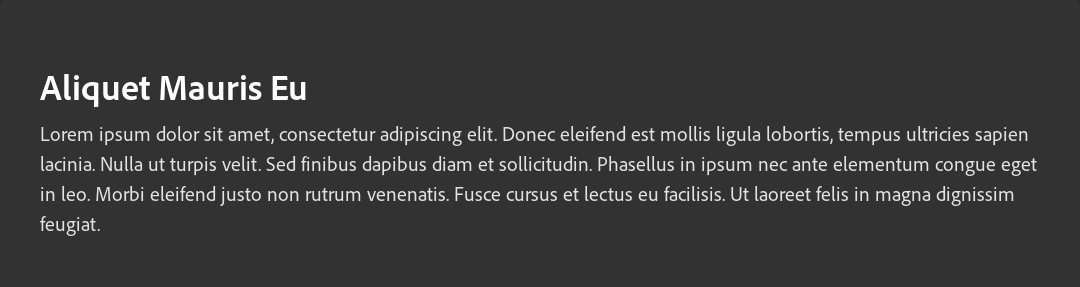 Aliquet Mauris Eu
Lorem ipsum dolor sit amet, consectetur adipiscing elit. Donec eleifend est mollis ligula lobortis, tempus ultricies sapien
lacinia. Nulla ut turpis velit. Sed finibus dapibus diam et sollicitudin. Phasellus in ipsum nec ante elementum congue eget
in leo. Morbi eleifend justo non rutrum venenatis. Fusce cursus et lectus eu facilisis. Ut laoreet felis in magna dignissim
feugiat.